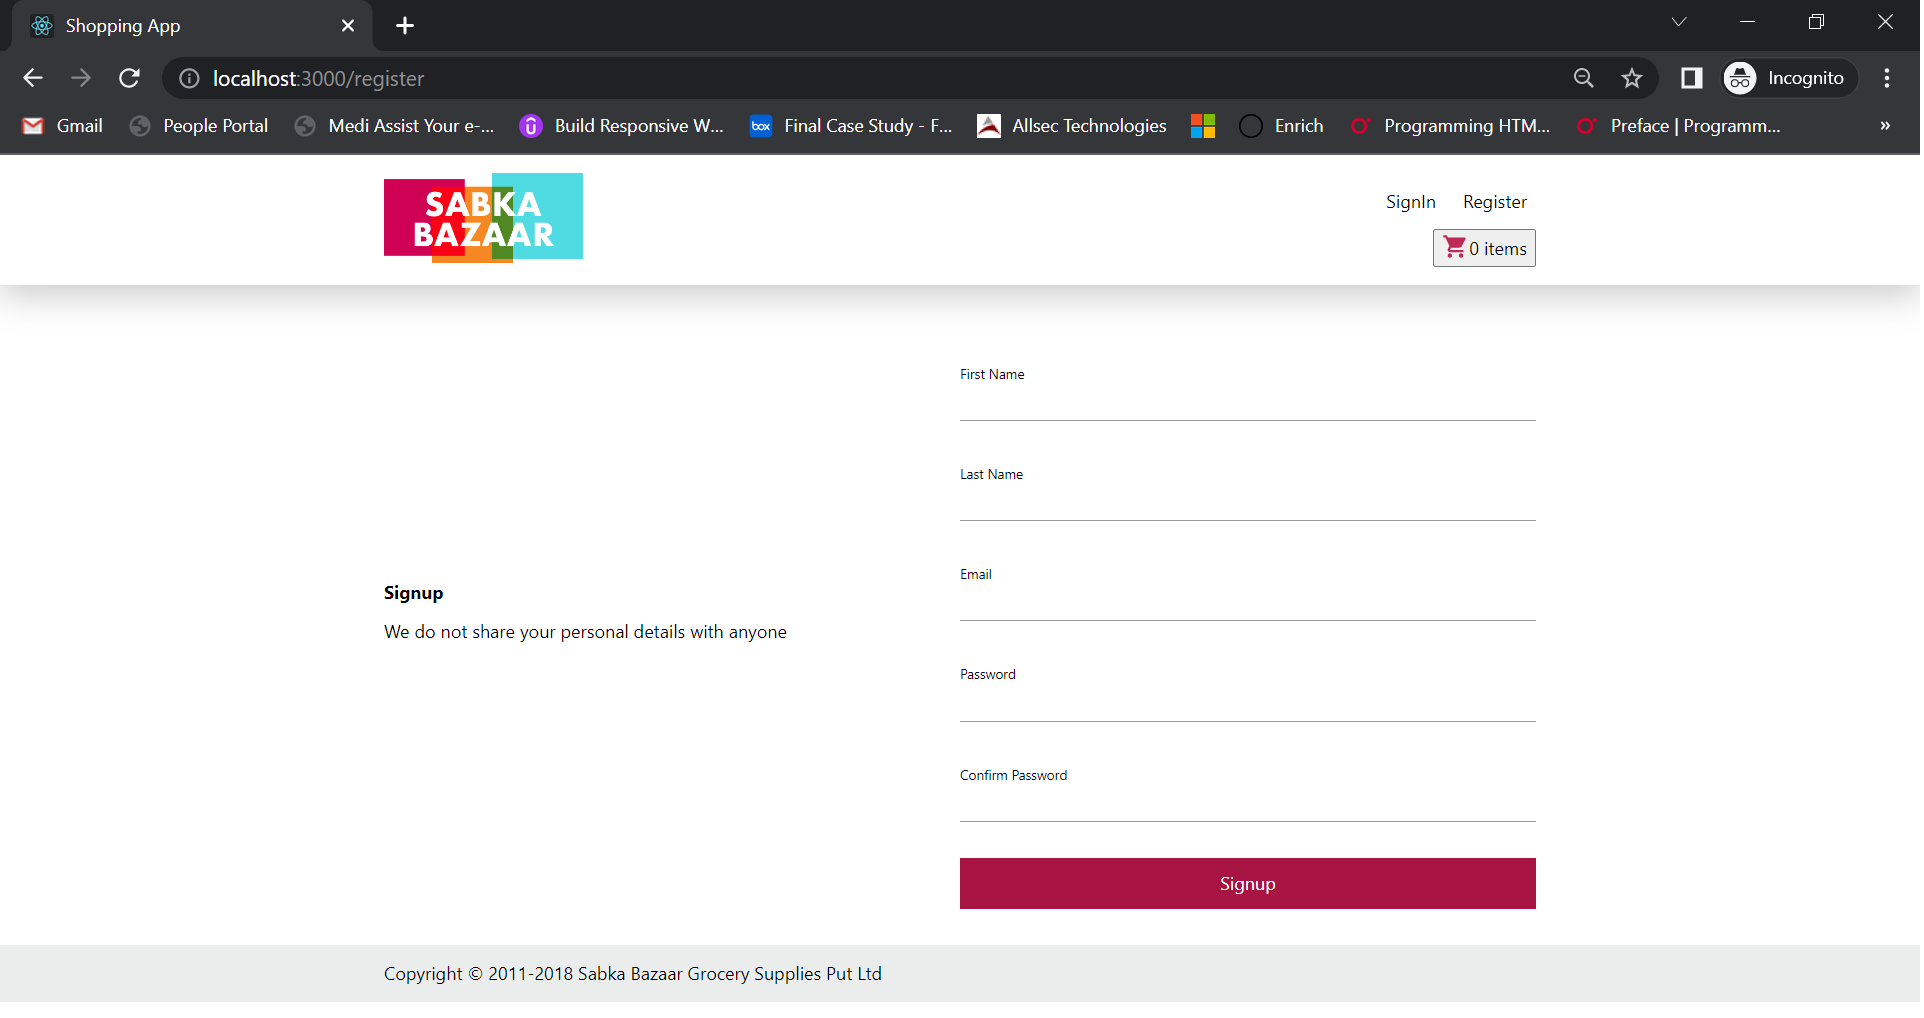 Shopping App
localhost:3000/register
Incognito
Gmail
People Portal
Medi Assist Your e-...
Build Responsive W...
box
Final Case Study - F...
Allsec Technologies
Enrich
Programming HTM...
Preface | Programm...
»
SABKA
BAZAAR
SignIn
Register
0 items
First Name
Last Name
Email
Signup
We do not share your personal details with anyone
Password
Confirm Password
Signup
Copyright © 2011-2018 Sabka Bazaar Grocery Supplies Put Ltd